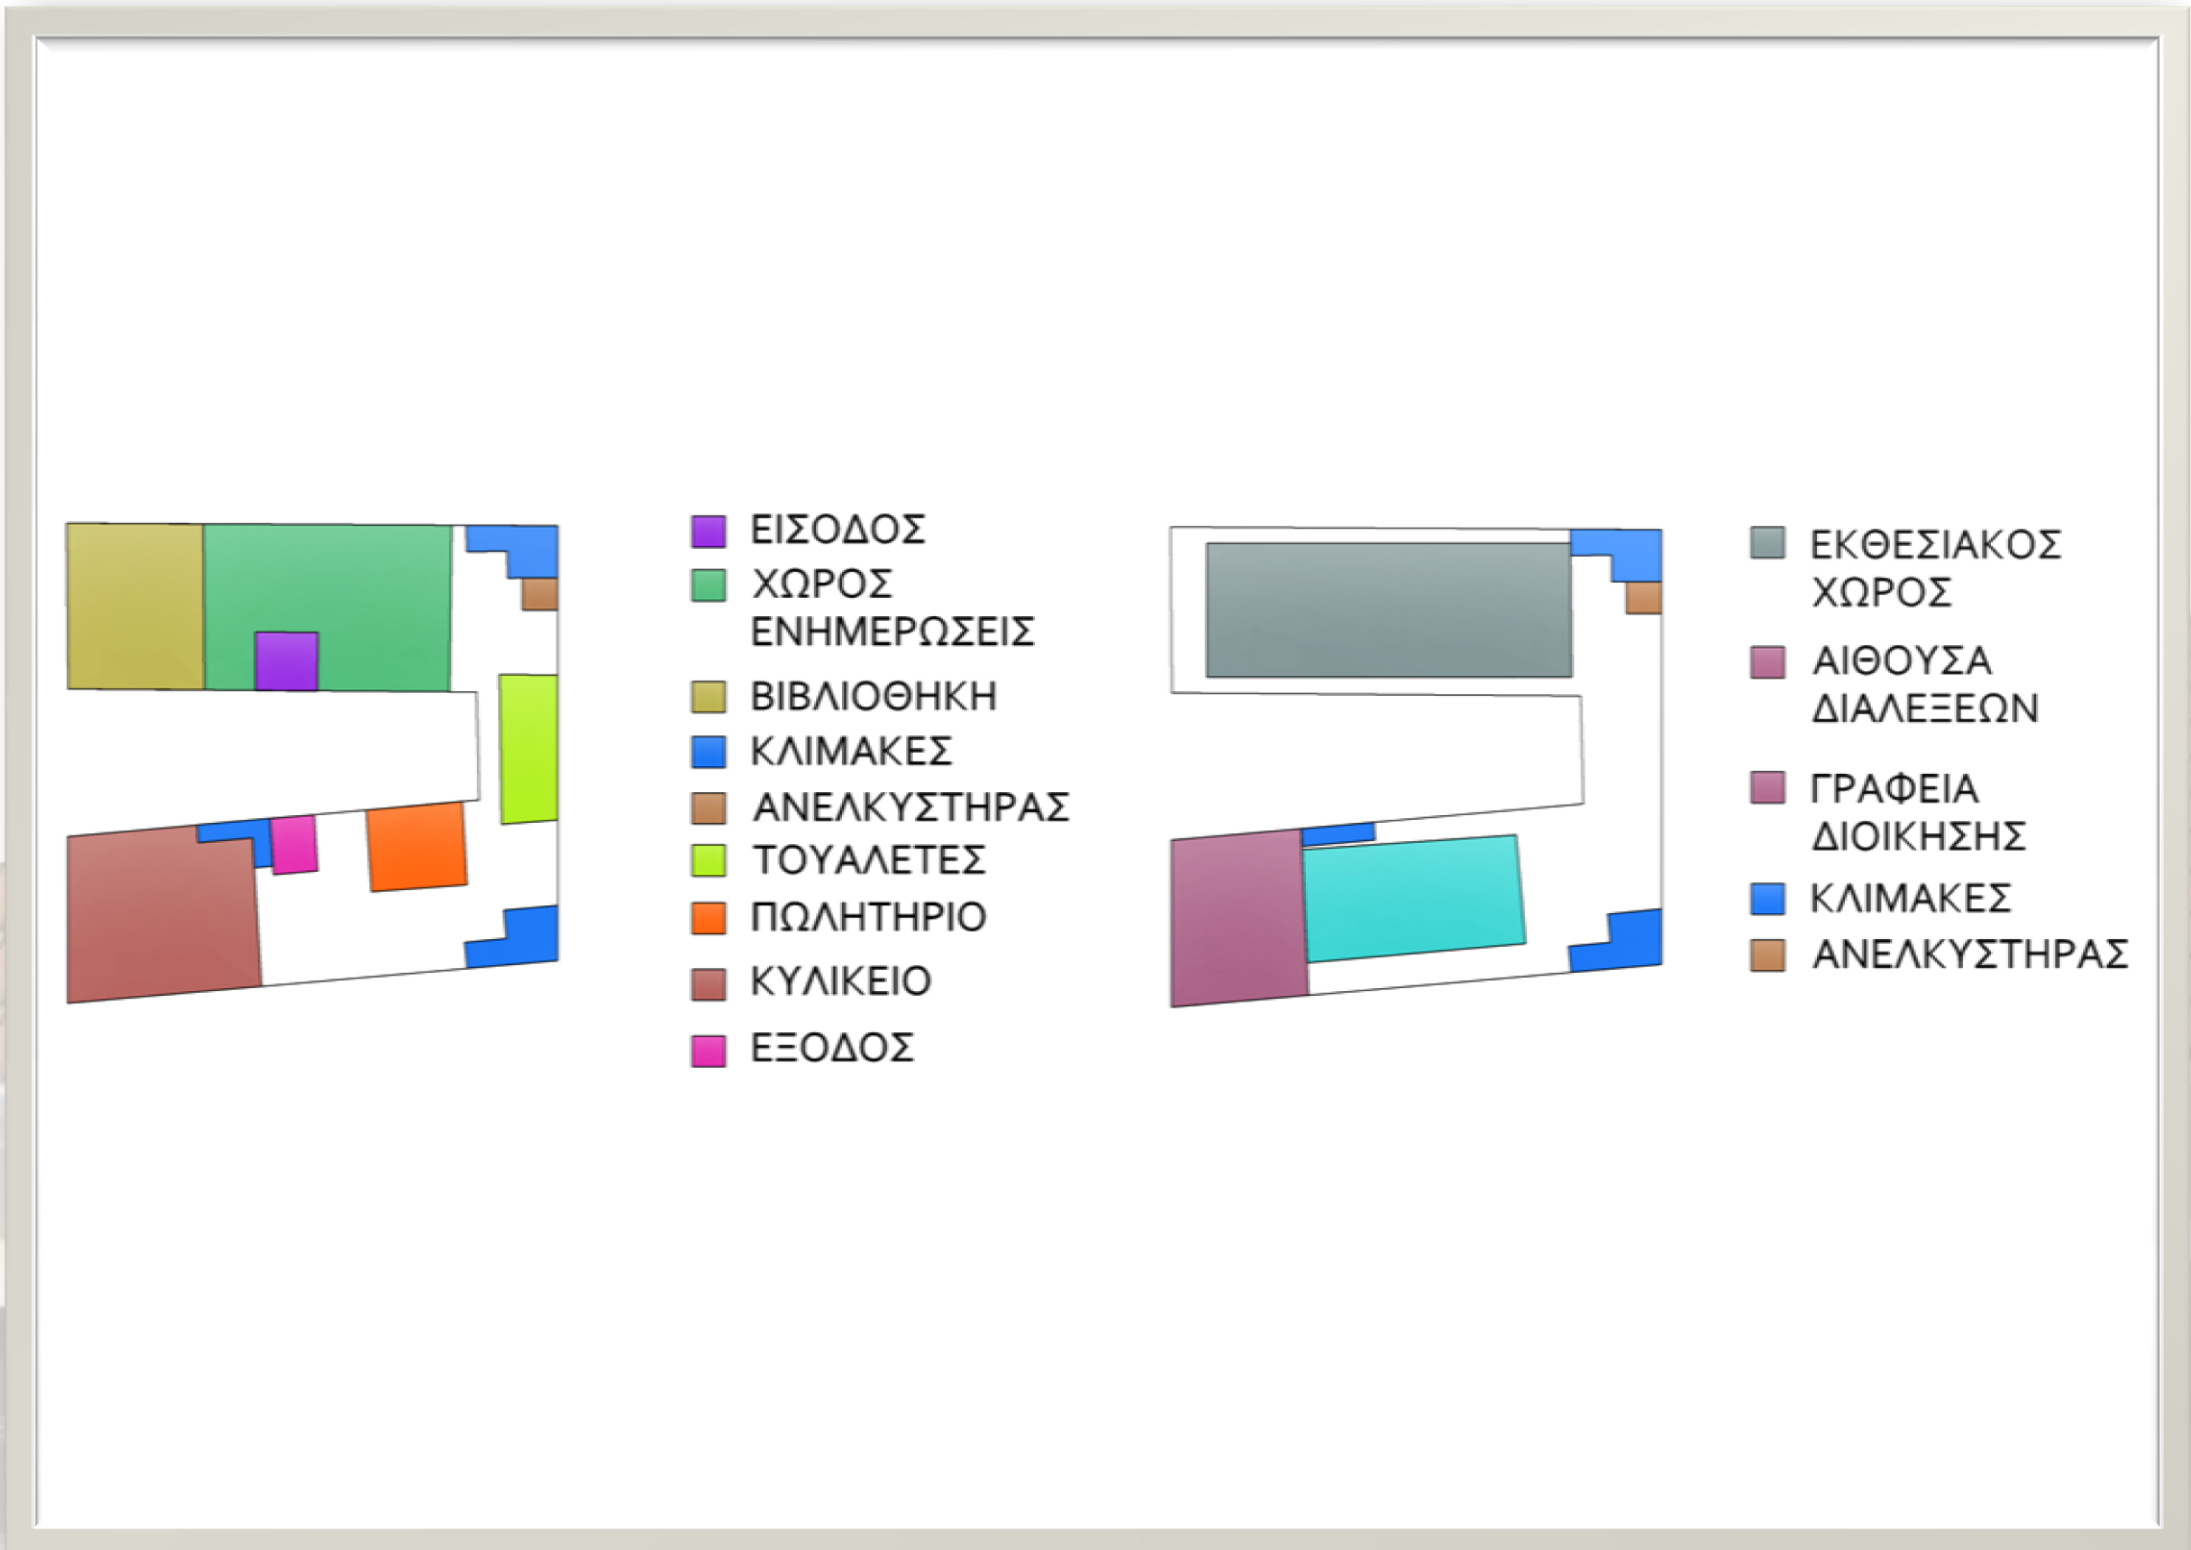 ΕΙΣΟΔΟΣ
ΧΩΡΟΣ
ΕΝΗΜΕΡΩΣΕΙΣ
ΒΙΒΛΙΟΘΗΚΗ
ΚΛΙΜΑΚΕΣ
ΑΝΕΛΚΥΣΤΗΡΑΣ
ΤΟΥΑΛΕΤΕΣ
ΠΩΛΗΤΗΡΙΟ
ΚΥΛΙΚΕΙΟ
ΕΞΟΔΟΣ
ΕΚΘΕΣΙΑΚΟΣ
ΧΩΡΟΣ
ΑΙΘΟΥΣΑ
ΔΙΑΛΕΞΕΩΝ
ΓΡΑΦΕΙΑ
ΔΙΟΙΚΗΣΗΣ
ΚΛΙΜΑΚΕΣ
ΑΝΕΛΚΥΣΤΗΡΑΣ